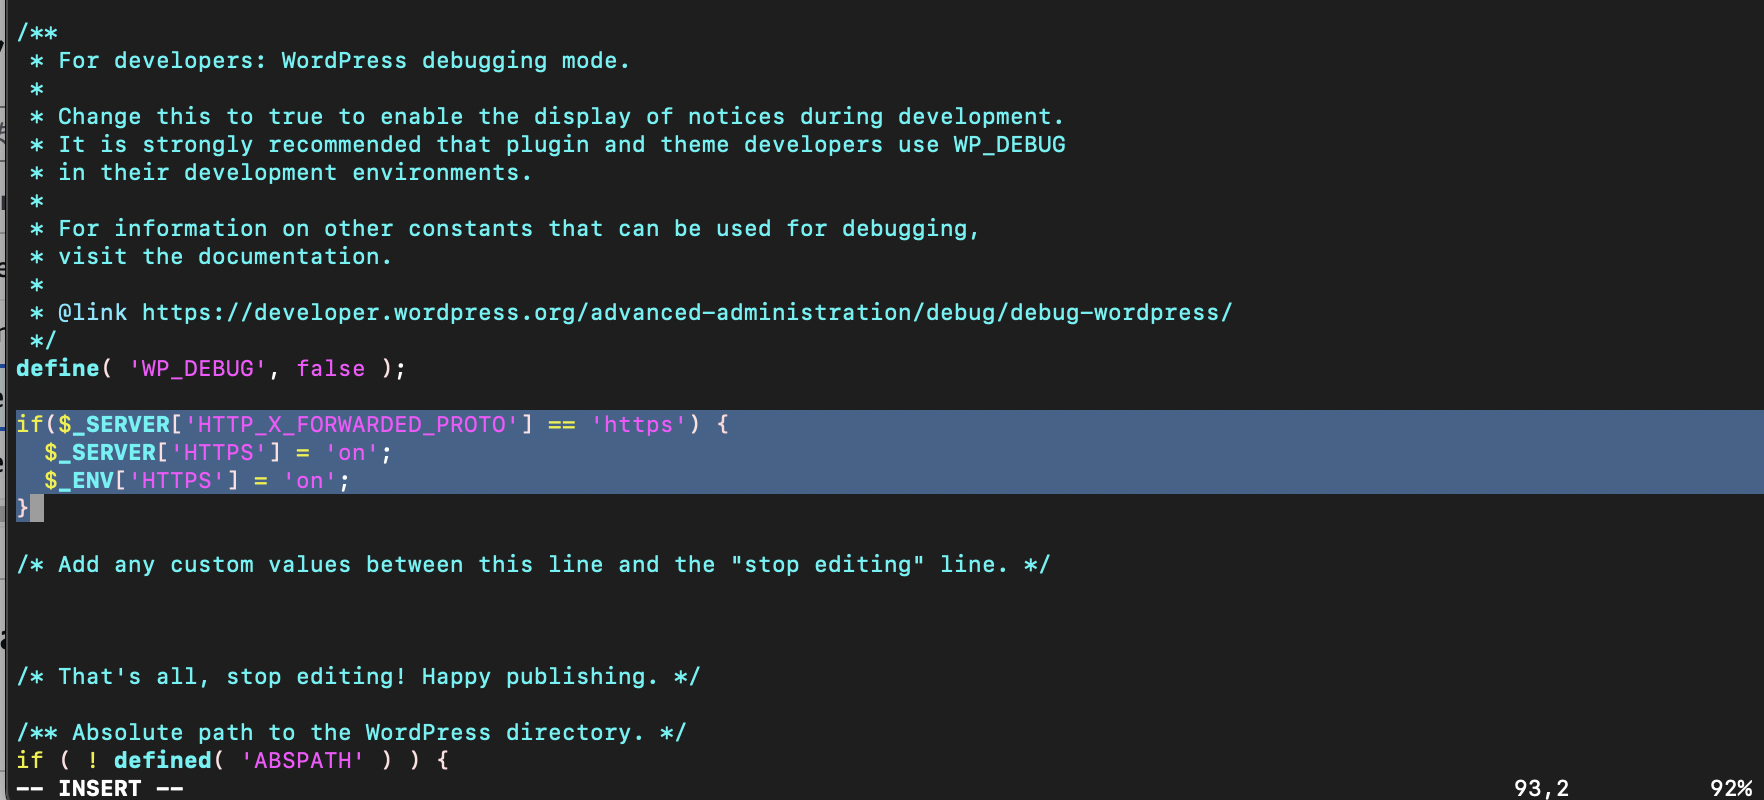 /**
 * For developers: WordPress debugging mode.
 *
 * Change this to true to enable the display of notices during development.
 * It is strongly recommended that plugin and theme developers use WP_DEBUG
 * in their development environments.
 *
 * For information on other constants that can be used for debugging,
 * visit the documentation.
 *
 * @link https://developer.wordpress.org/advanced-administration/debug/debug-wordpress/
 */
define( 'WP_DEBUG', false );

if($_SERVER['HTTP_X_FORWARDED_PROTO'] == 'https') {
  $_SERVER['HTTPS'] = 'on';
  $_ENV['HTTPS'] = 'on';
}

/* Add any custom values between this line and the "stop editing" line. */

/* That's all, stop editing! Happy publishing. */

/** Absolute path to the WordPress directory. */
if ( ! defined( 'ABSPATH' ) ) {
-- INSERT -- 93,2 92%